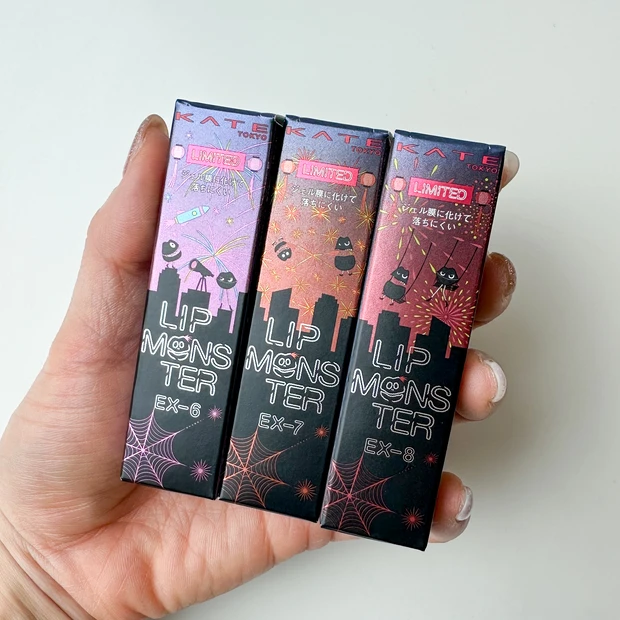 KATE
TOKYO
LIMITED
ジェル膜に化けて
落ちにくい
LIP
MONS
TER
EX-6
KATE
TOKYO
LIMITED
ジェル膜に化けて
落ちにくい
LIP
MONS
TER
EX-7
KATE
TOKYO
LIMITED
ジェル膜に化けて
落ちにくい
LIP
MONS
TER
EX-8